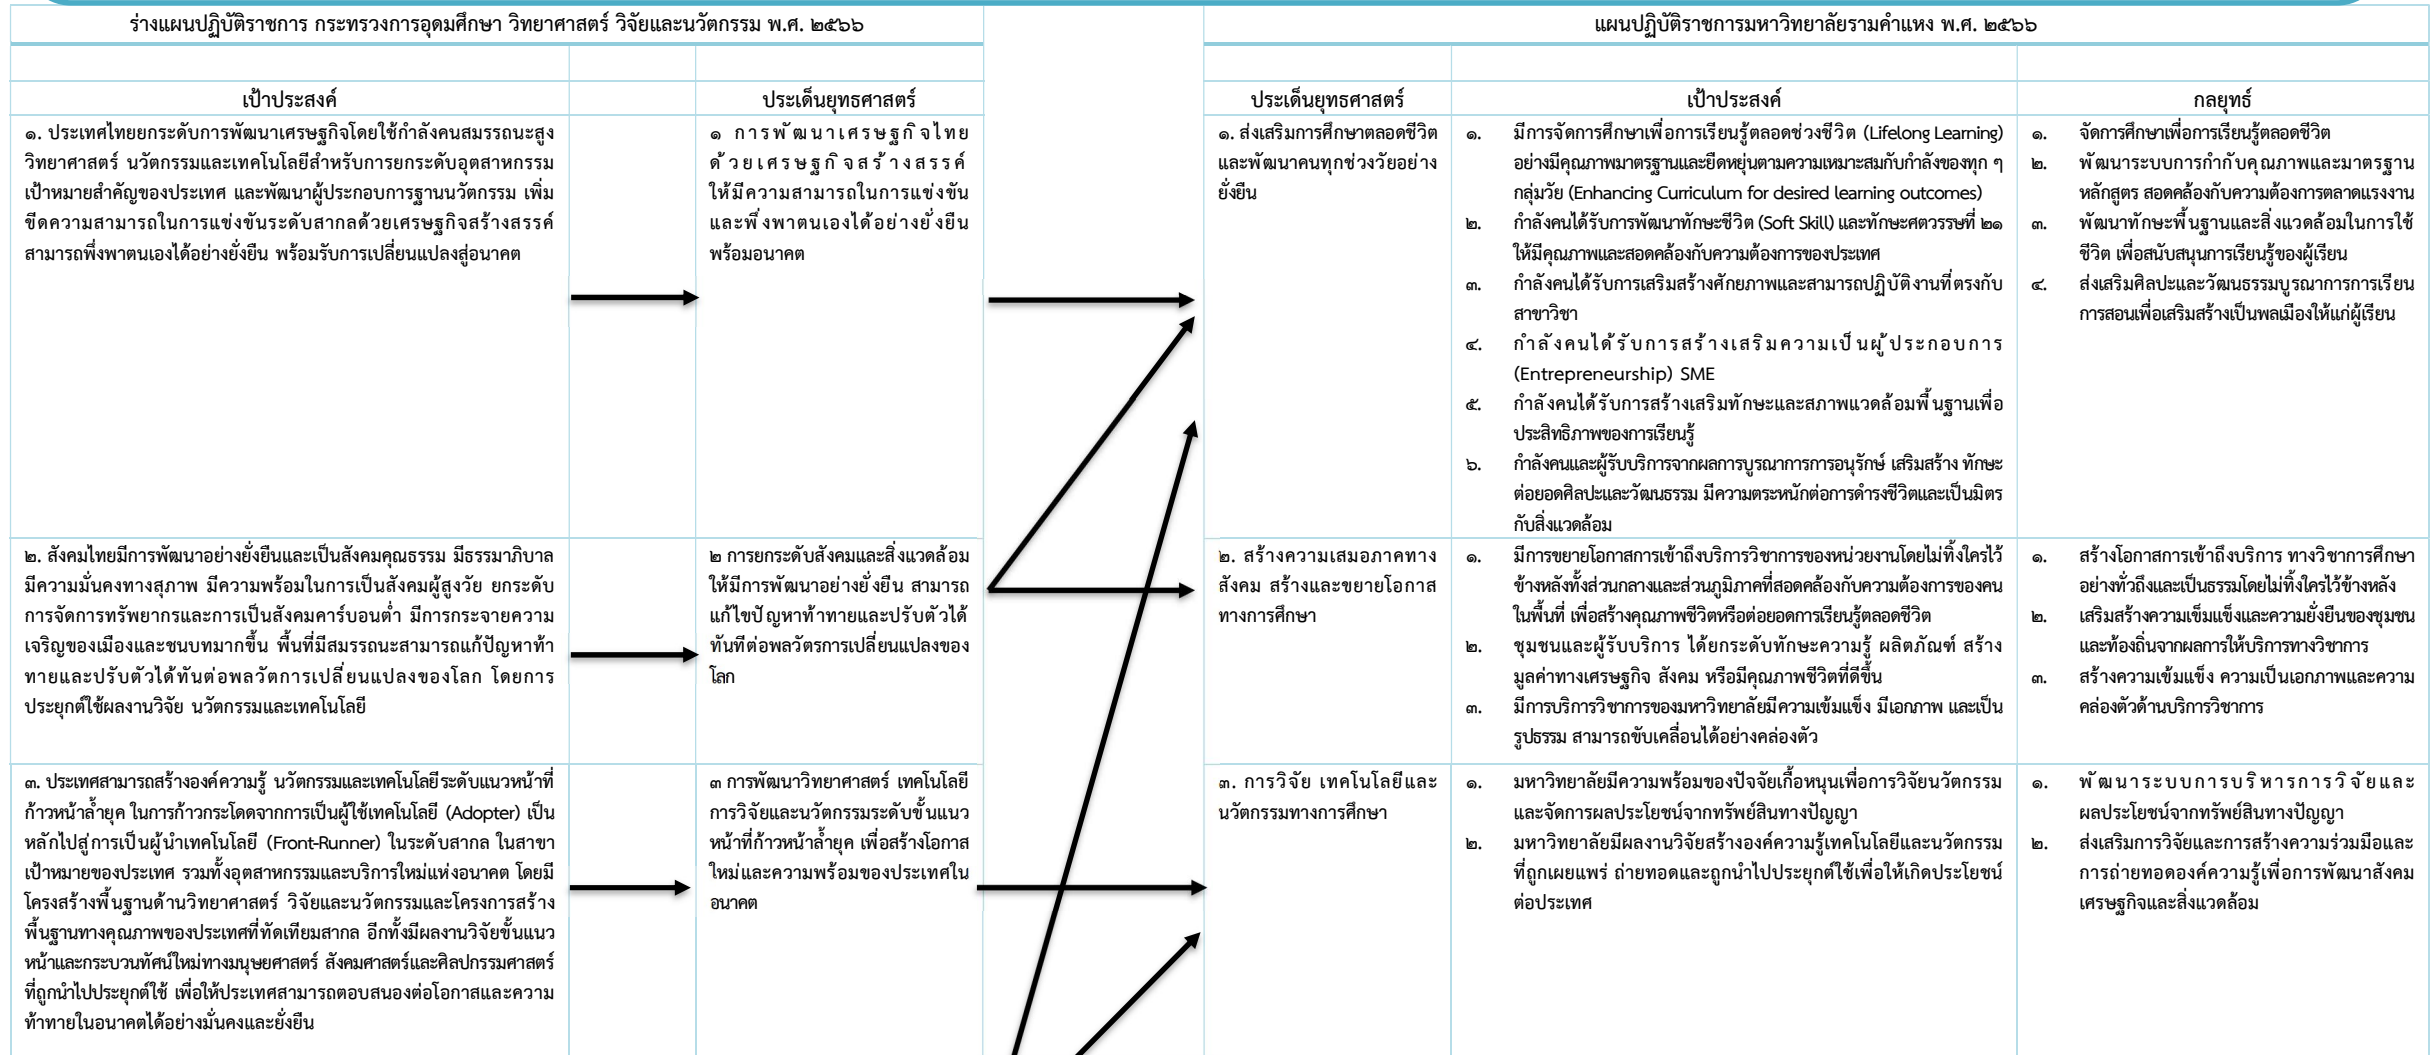 ร่างแผนปฏิบัติราชการ กระทรวงการอุดมศึกษา วิทยาศาสตร์ วิจัยและนวัตกรรม พ.ศ. ๒๕๖๖
แผนปฏิบัติราชการมหาวิทยาลัยรามคำแหง พ.ศ. ๒๕๖๖
เป้าประสงค์
ประเด็นยุทธศาสตร์
ประเด็นยุทธศาสตร์
เป้าประสงค์
กลยุทธ์
๑. ประเทศไทยยกระดับการพัฒนาเศรษฐกิจโดยใช้กำลังคนสมรรถนะสูง
วิทยาศาสตร์ นวัตกรรมและเทคโนโลยีสำหรับการยกระดับอุตสาหกรรม
เป้าหมายสำคัญของประเทศ และพัฒนาผู้ประกอบการฐานนวัตกรรม เพิ่ม
ขีดความสามารถในการแข่งขันระดับสากลด้วยเศรษฐกิจสร้างสรรค์
สามารถพึ่งพาตนเองได้อย่างยั่งยืน พร้อมรับการเปลี่ยนแปลงสู่อนาคต
๑ การพัฒนาเศรษฐกิจไทย
ด้วยเศรษฐกิจสร้างสรรค์
ให้มีความสามารถในการแข่งขัน
และพึ่งพาตนเองได้อย่างยั่งยืน
พร้อมอนาคต
๑. ส่งเสริมการศึกษาตลอดชีวิต
และพัฒนาคนทุกช่วงวัยอย่าง
ยั่งยืน
๑. มีการจัดการศึกษาเพื่อการเรียนรู้ตลอดช่วงชีวิต (Lifelong Learning)
อย่างมีคุณภาพมาตรฐานและยืดหยุ่นตามความเหมาะสมกับกำลังของทุก ๆ
กลุ่มวัย (Enhancing Curriculum for desired learning outcomes)
๒. กำลังคนได้รับการพัฒนาทักษะชีวิต (Soft Skill) และทักษะศตวรรษที่ ๒๑
ให้มีคุณภาพและสอดคล้องกับความต้องการของประเทศ
๓. กำลังคนได้รับการเสริมสร้างศักยภาพและสามารถปฏิบัติงานที่ตรงกับ
สาขาวิชา
๔. กำลังคนได้รับการสร้างเสริมความเป็นผู้ประกอบการ
(Entrepreneurship) SME
๕. กำลังคนได้รับการสร้างเสริมทักษะและสภาพแวดล้อมพื้นฐานเพื่อ
ประสิทธิภาพของการเรียนรู้
๖. กำลังคนและผู้รับบริการจากผลการบูรณาการการอนุรักษ์ เสริมสร้าง ทักษะ
ต่อยอดศิลปะและวัฒนธรรม มีความตระหนักต่อการดำรงชีวิตและเป็นมิตร
กับสิ่งแวดล้อม
๑. จัดการศึกษาเพื่อการเรียนรู้ตลอดชีวิต
๒. พัฒนาระบบการกำกับคุณภาพและมาตรฐาน
หลักสูตร สอดคล้องกับความต้องการตลาดแรงงาน
๓. พัฒนาทักษะพื้นฐานและสิ่งแวดล้อมในการใช้
ชีวิต เพื่อสนับสนุนการเรียนรู้ของผู้เรียน
๔. ส่งเสริมศิลปะและวัฒนธรรมบูรณาการการเรียน
การสอนเพื่อเสริมสร้างเป็นพลเมืองให้แก่ผู้เรียน
๒. สังคมไทยมีการพัฒนาอย่างยั่งยืนและเป็นสังคมคุณธรรม มีธรรมาภิบาล
มีความมั่นคงทางสุภาพ มีความพร้อมในการเป็นสังคมผู้สูงวัย ยกระดับ
การจัดการทรัพยากรและการเป็นสังคมคาร์บอนต่ำ มีการกระจายความ
เจริญของเมืองและชนบทมากขึ้น พื้นที่มีสมรรถนะสามารถแก้ปัญหาท้า
ทายและปรับตัวได้ทันต่อพลวัตการเปลี่ยนแปลงของโลก โดยการ
ประยุกต์ใช้ผลงานวิจัย นวัตกรรมและเทคโนโลยี
๒ การยกระดับสังคมและสิ่งแวดล้อม
ให้มีการพัฒนาอย่างยั่งยืน สามารถ
แก้ไขปัญหาท้าทายและปรับตัวได้
ทันทีต่อพลวัตรการเปลี่ยนแปลงของ
โลก
๒. สร้างความเสมอภาคทาง
สังคม สร้างและขยายโอกาส
ทางการศึกษา
๑. มีการขยายโอกาสการเข้าถึงบริการวิชาการของหน่วยงานโดยไม่ทิ้งใครไว้
ข้างหลังทั้งส่วนกลางและส่วนภูมิภาคที่สอดคล้องกับความต้องการของคน
ในพื้นที่ เพื่อสร้างคุณภาพชีวิตหรือต่อยอดการเรียนรู้ตลอดชีวิต
๒. ชุมชนและผู้รับบริการ ได้ยกระดับทักษะความรู้ ผลิตภัณฑ์ สร้าง
มูลค่าทางเศรษฐกิจ สังคม หรือมีคุณภาพชีวิตที่ดีขึ้น
๓. มีการบริการวิชาการของมหาวิทยาลัยมีความเข้มแข็ง มีเอกภาพ และเป็น
รูปธรรม สามารถขับเคลื่อนได้อย่างคล่องตัว
๑. สร้างโอกาสการเข้าถึงบริการ ทางวิชาการศึกษา
อย่างทั่วถึงและเป็นธรรมโดยไม่ทิ้งใครไว้ข้างหลัง
๒. เสริมสร้างความเข้มแข็งและความยั่งยืนของชุมชน
และท้องถิ่นจากผลการให้บริการทางวิชาการ
๓. สร้างความเข้มแข็ง ความเป็นเอกภาพและความ
คล่องตัวด้านบริการวิชาการ
๓. ประเทศสามารถสร้างองค์ความรู้ นวัตกรรมและเทคโนโลยีระดับแนวหน้าที่
ก้าวหน้าล้ำยุค ในการก้าวกระโดดจากการเป็นผู้ใช้เทคโนโลยี (Adopter) เป็น
หลักไปสู่การเป็นผู้นำเทคโนโลยี (Front-Runner) ในระดับสากล ในสาขา
เป้าหมายของประเทศ รวมทั้งอุตสาหกรรมและบริการใหม่แห่งอนาคต โดยมี
โครงสร้างพื้นฐานด้านวิทยาศาสตร์ วิจัยและนวัตกรรมและโครงการสร้าง
พื้นฐานทางคุณภาพของประเทศที่ทัดเทียมสากล อีกทั้งมีผลงานวิจัยขั้นแนว
หน้าและกระบวนทัศน์ใหม่ทางมนุษยศาสตร์ สังคมศาสตร์และศิลปกรรมศาสตร์
ที่ถูกนำไปประยุกต์ใช้ เพื่อให้ประเทศสามารถตอบสนองต่อโอกาสและความ
ท้าทายในอนาคตได้อย่างมั่นคงและยั่งยืน
๓ การพัฒนาวิทยาศาสตร์ เทคโนโลยี
การวิจัยและนวัตกรรมระดับขั้นแนว
หน้าที่ก้าวหน้าล้ำยุค เพื่อสร้างโอกาส
ใหม่และความพร้อมของประเทศใน
อนาคต
๓. การวิจัย เทคโนโลยีและ
นวัตกรรมทางการศึกษา
๑. มหาวิทยาลัยมีความพร้อมของปัจจัยเกื้อหนุนเพื่อการวิจัยนวัตกรรม
และจัดการผลประโยชน์จากทรัพย์สินทางปัญญา
๒. มหาวิทยาลัยมีผลงานวิจัยสร้างองค์ความรู้เทคโนโลยีและนวัตกรรม
ที่ถูกเผยแพร่ ถ่ายทอดและถูกนำไปประยุกต์ใช้เพื่อให้เกิดประโยชน์
ต่อประเทศ
๑. พัฒนาระบบการบริหารการวิจัยและ
ผลประโยชน์จากทรัพย์สินทางปัญญา
๒. ส่งเสริมการวิจัยและการสร้างความร่วมมือและ
การถ่ายทอดองค์ความรู้เพื่อการพัฒนาสังคม
เศรษฐกิจและสิ่งแวดล้อม